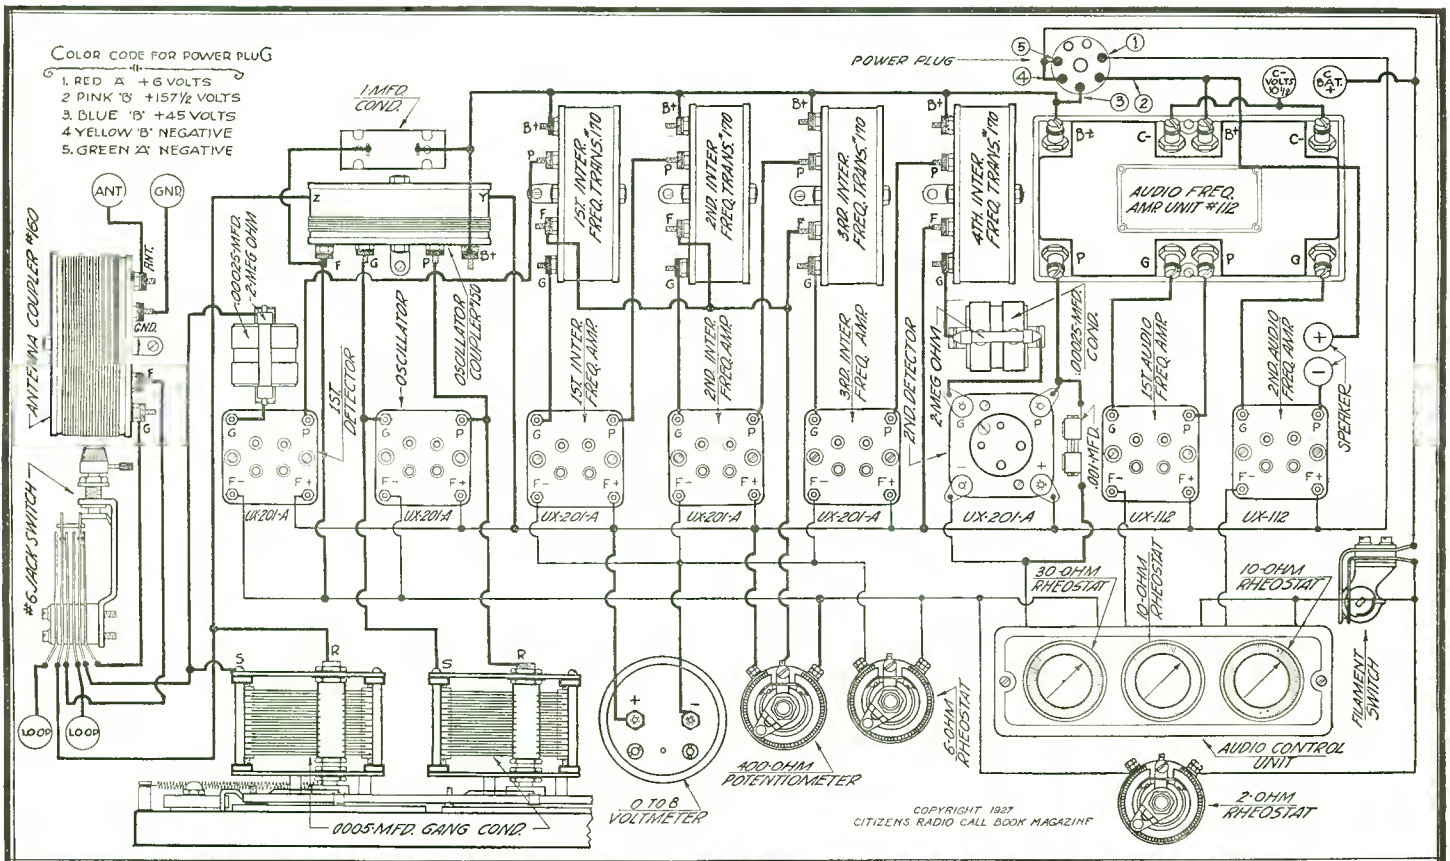 COLOR CODE FOR POWER PLUG
1. RED "A" +6 VOLTS
2 PINK "B" +157½ VOLTS
3. BLUE "B" +45 VOLTS
4 YELLOW "B" NEGATIVE
5. GREEN "A" NEGATIVE
ANT
GND
1 MFD.
COND.
POWER PLUG
5
4
1
3
2
C-
VOLTS
10½
C
BAT.
+
ANTENNA COUPLER #160
ANT.
GND.
F
G
.00025 MFD.
2 MEG OHM
Z
Y
F
G
P
B+
OSCILLATOR
COUPLER #150
B+
P
F
G
1ST. INTER.
FREQ. TRANS. #170
B+
P
F
G
2ND. INTER.
FREQ. TRANS. #170
B+
P
F
G
3RD. INTER.
FREQ. TRANS. #170
B+
P
F
G
4TH. INTER.
FREQ. TRANS. #170
B+
C-
B+
C-
AUDIO FREQ.
AMP. UNIT #112
P
G
P
G
1ST
DETECTOR
OSCILLATOR
1ST. INTER.
FREQ. AMP.
2ND. INTER.
FREQ. AMP.
3RD. INTER.
FREQ. AMP.
2ND. DETECTOR
2-MEG OHM
.00025-MFD.
COND.
.001-MFD.
1ST AUDIO
FREQ. AMP.
2ND. AUDIO
FREQ. AMP.
+
-
SPEAKER
G
P
F-
F+
UX-201-A
G
P
F-
F+
UX-201-A
G
P
F-
F+
UX-201-A
G
P
F-
F+
UX-201-A
G
P
F-
F+
UX-201-A
G
P
-
+
UX-201-A
G
P
F-
F+
UX-112
G
P
F-
F+
UX-112
#6 JACK SWITCH
LOOP
LOOP
S
R
S
R
.0005-MFD. GANG COND.
+
-
0 TO 8
VOLTMETER
400-OHM
POTENTIOMETER
6-OHM
RHEOSTAT
30-OHM
RHEOSTAT
10-OHM
RHEOSTAT
10-OHM
RHEOSTAT
FILAMENT
SWITCH
AUDIO CONTROL
UNIT
2-OHM
RHEOSTAT
COPYRIGHT 1927
CITIZENS RADIO CALL BOOK MAGAZINE